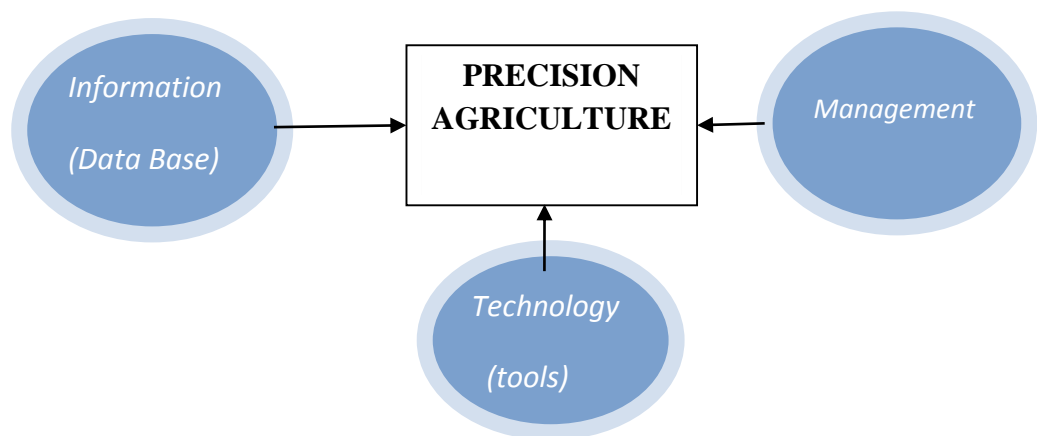 Information
(Data Base)
PRECISION
AGRICULTURE
Management
Technology
(tools)